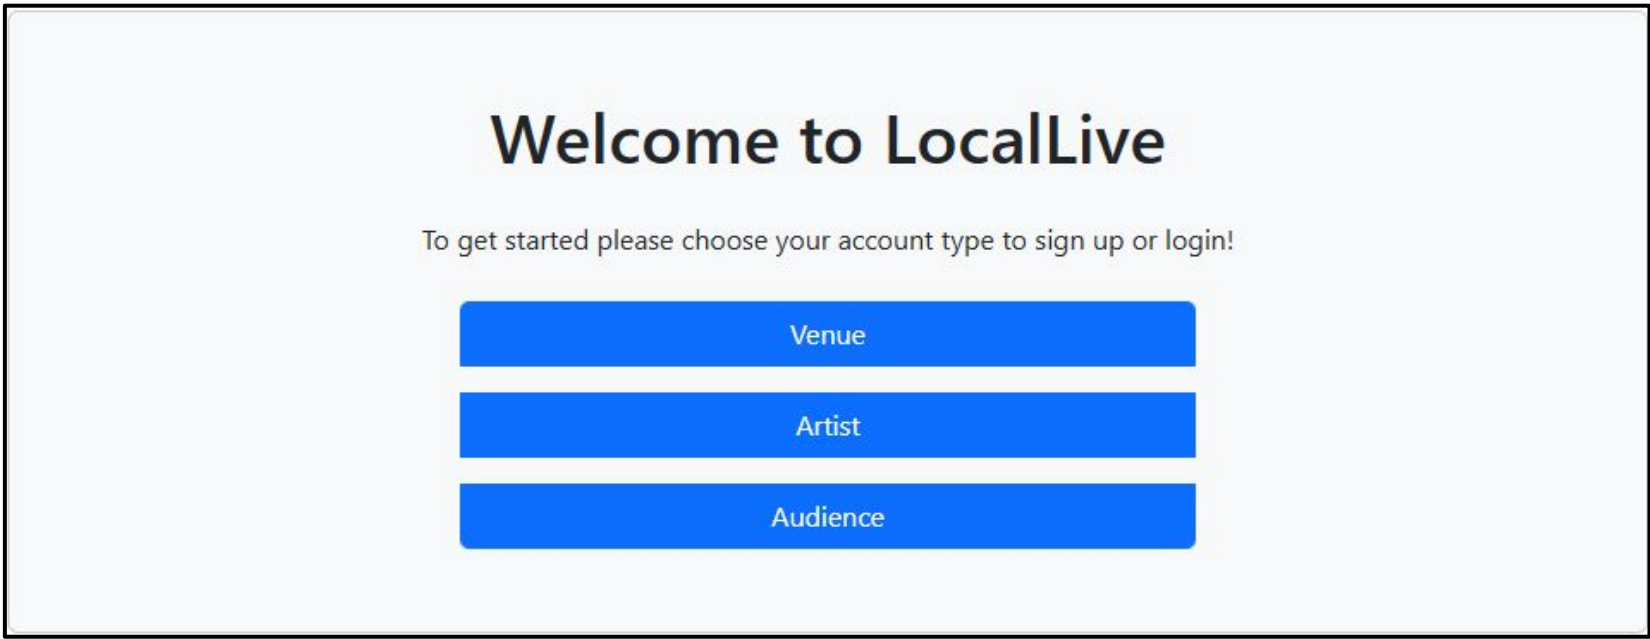 Welcome to LocalLive
To get started please choose your account type to sign up or login!
Venue
Artist
Audience